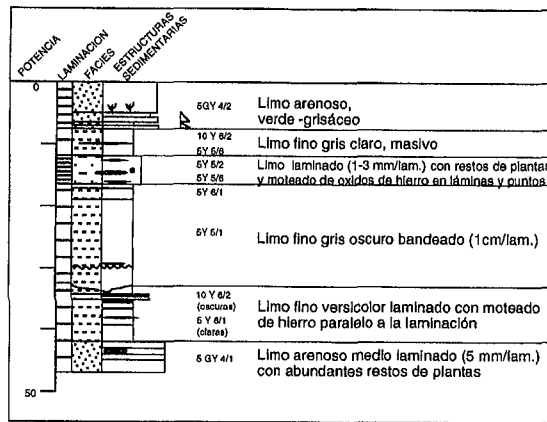 POTENCIA
LAMINACION
FACIES
ESTRUCTURAS
SEDIMENTARIAS
0
5GY 4/2
Limo arenoso,
verde -grisáceo
10 Y 6/2
Limo fino gris claro, masivo
5Y 5/6
5Y 5/2
Limo laminado (1-3 mm/lam.) con restos de plantas
5Y 5/6
y moteado de oxidos de hierro en láminas y puntos
5Y 6/1
5Y 5/1
Limo fino gris oscuro bandeado (1cm/lam.)
10 Y 6/2
(oscuras)
Limo fino versicolor laminado con moteado
5 Y 6/1
de hierro paralelo a la laminación
(claras)
5 GY 4/1
Limo arenoso medio laminado (5 mm/lam.)
con abundantes restos de plantas
50